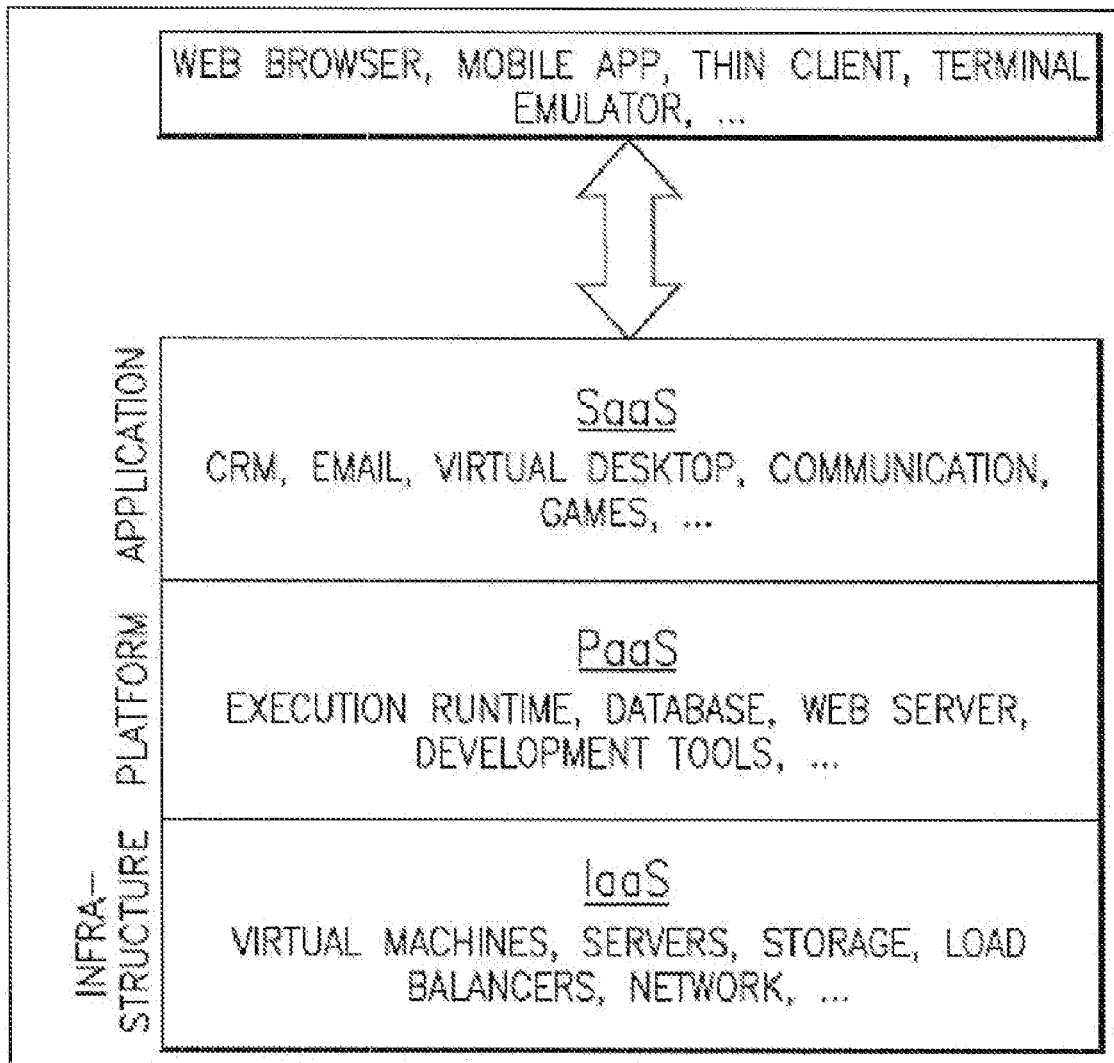 WEB BROWSER, MOBILE APP, THIN CLIENT, TERMINAL
EMULATOR, ...
APPLICATION
SaaS
CRM, EMAIL, VIRTUAL DESKTOP, COMMUNICATION,
GAMES, ...
PLATFORM
PaaS
EXECUTION RUNTIME, DATABASE, WEB SERVER,
DEVELOPMENT TOOLS, ...
INFRA-
STRUCTURE
IaaS
VIRTUAL MACHINES, SERVERS, STORAGE, LOAD
BALANCERS, NETWORK, ...